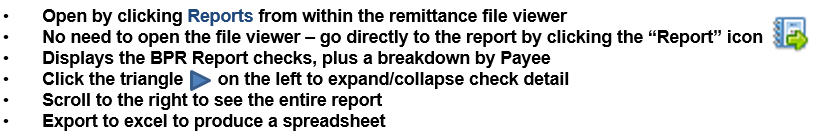 • Open by clicking Reports from within the remittance file viewer
• No need to open the file viewer – go directly to the report by clicking the “Report” icon
• Displays the BPR Report checks, plus a breakdown by Payee
• Click the triangle on the left to expand/collapse check detail
• Scroll to the right to see the entire report
• Export to excel to produce a spreadsheet